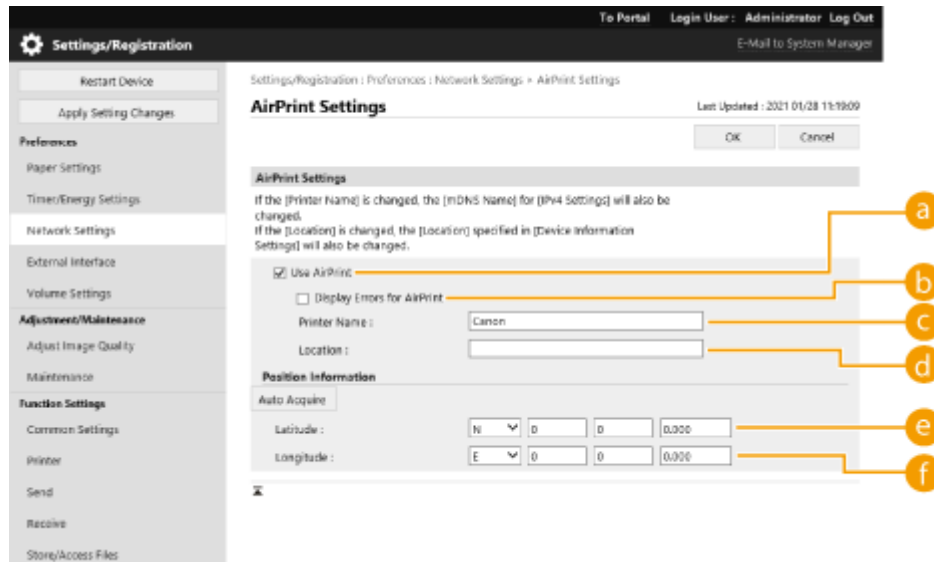 To Portal Login User : Administrator Log Out
Settings/Registration
E-Mail to System Manager
Restart Device
Apply Setting Changes
Preferences
Paper Settings
Timer/Energy Settings
Network Settings
External Interface
Volume Settings
Adjustment/Maintenance
Adjust Image Quality
Maintenance
Function Settings
Common Settings
Printer
Send
Receive
Store/Access Files
Settings/Registration : Preferences : Network Settings > AirPrint Settings
AirPrint Settings
Last Updated : 2021 01/28 11:19:09
OK Cancel
AirPrint Settings
If the [Printer Name] is changed, the [mDNS Name] for [IPv4 Settings] will also be
changed.
If the [Location] is changed, the [Location] specified in [Device Information
Settings] will also be changed.
Use AirPrint
Display Errors for AirPrint
Printer Name : Canon
Location :
Position Information
Auto Acquire
Latitude : N 0 0 0.000
Longitude : E 0 0 0.000
a
b
c
d
e
f